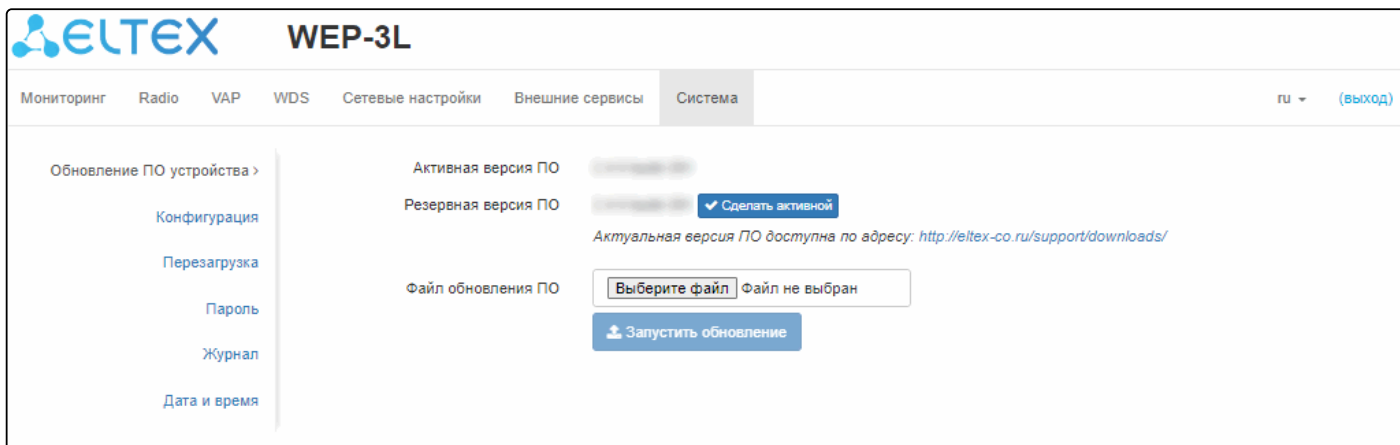 ELTEX WEP-3L
Мониторинг Radio VAP WDS Сетевые настройки Внешние сервисы Система ru (выход)
Обновление ПО устройства >
Конфигурация
Перезагрузка
Пароль
Журнал
Дата и время
Активная версия ПО
Резервная версия ПО Сделать активной
Актуальная версия ПО доступна по адресу: http://eltex-co.ru/support/downloads/
Файл обновления ПО Выберите файл Файл не выбран
Запустить обновление